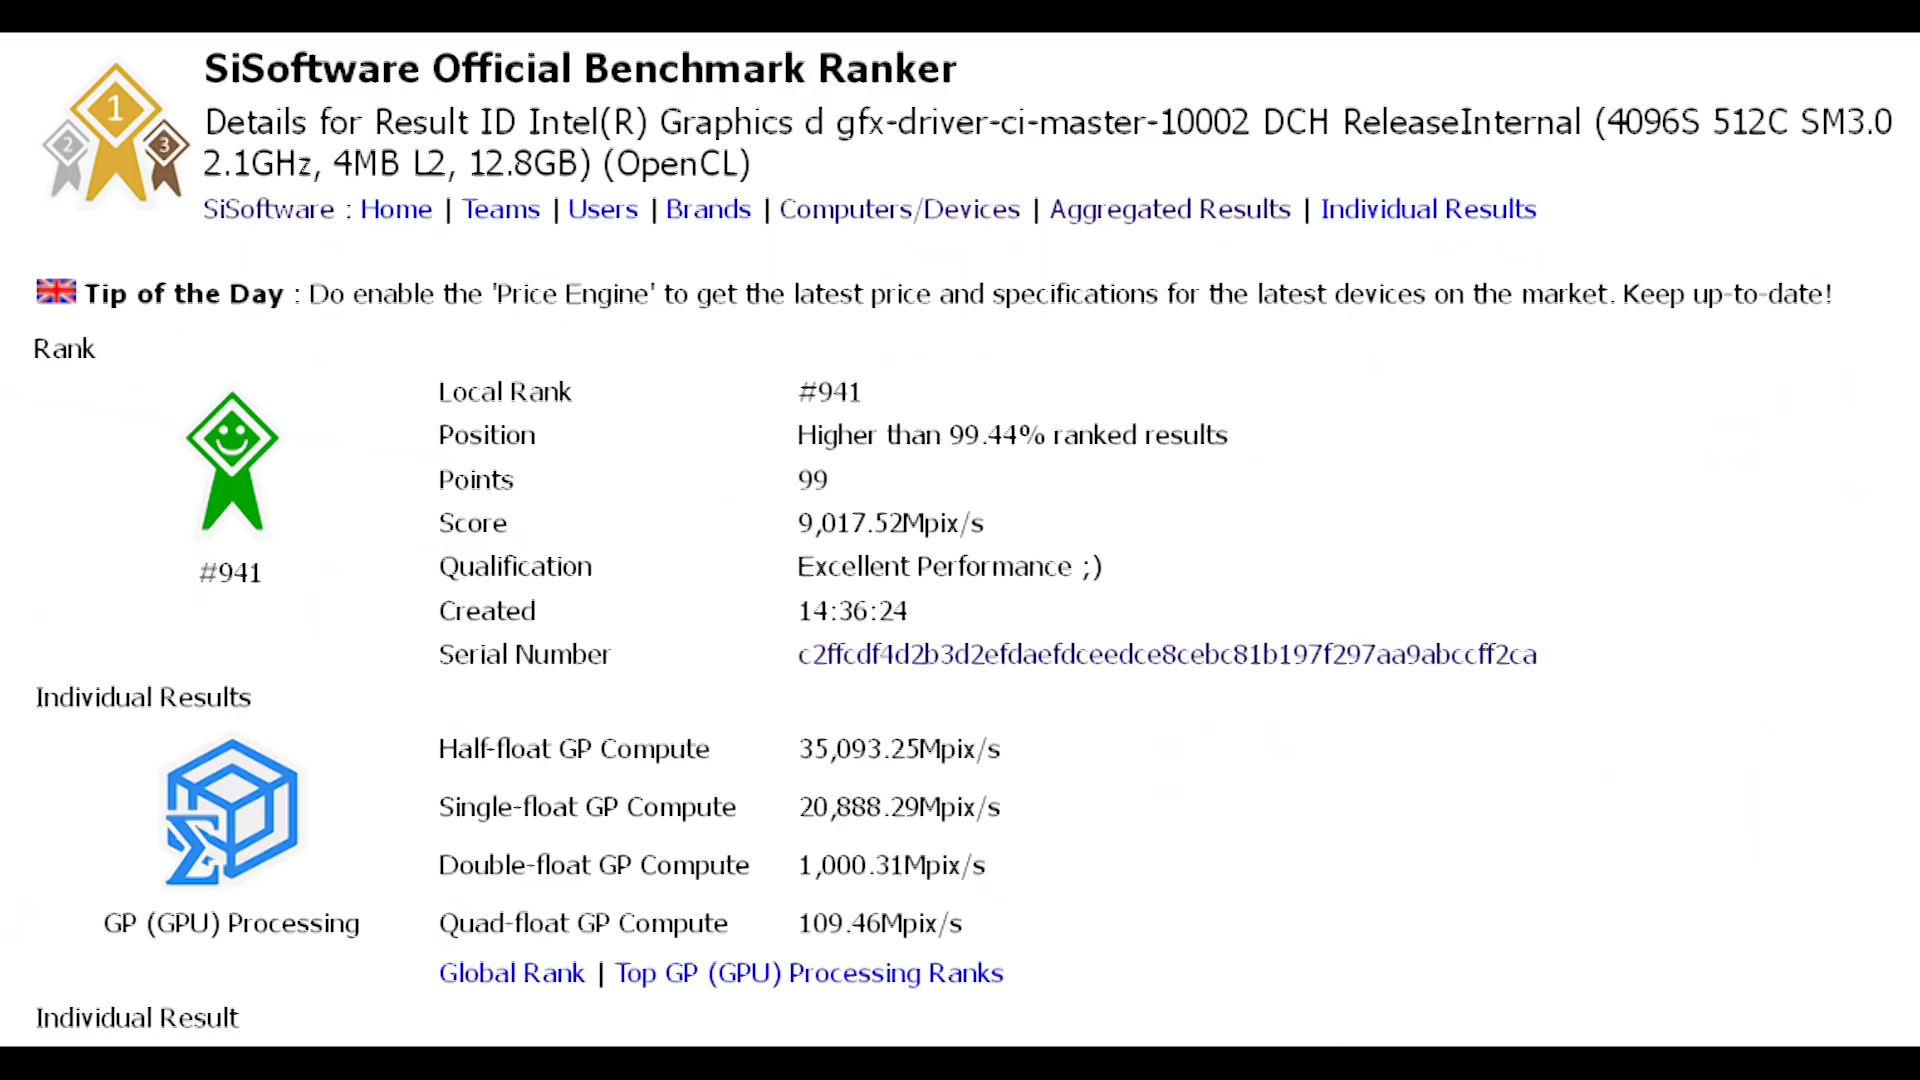 SiSoftware Official Benchmark Ranker
1
2
3
Details for Result ID Intel(R) Graphics d gfx-driver-ci-master-10002 DCH ReleaseInternal (4096S 512C SM3.0
2.1GHz, 4MB L2, 12.8GB) (OpenCL)
SiSoftware : Home | Teams | Users | Brands | Computers/Devices | Aggregated Results | Individual Results
Tip of the Day : Do enable the 'Price Engine' to get the latest price and specifications for the latest devices on the market. Keep up-to-date!
Rank
Local Rank #941
Position Higher than 99.44% ranked results
Points 99
Score 9,017.52Mpix/s
Qualification Excellent Performance ;)
#941
Created 14:36:24
Serial Number c2ffcdf4d2b3d2efdaefdceedce8cebc81b197f297aa9abccff2ca
Individual Results
Half-float GP Compute 35,093.25Mpix/s
Single-float GP Compute 20,888.29Mpix/s
Double-float GP Compute 1,000.31Mpix/s
GP (GPU) Processing
Quad-float GP Compute 109.46Mpix/s
Global Rank | Top GP (GPU) Processing Ranks
Individual Result